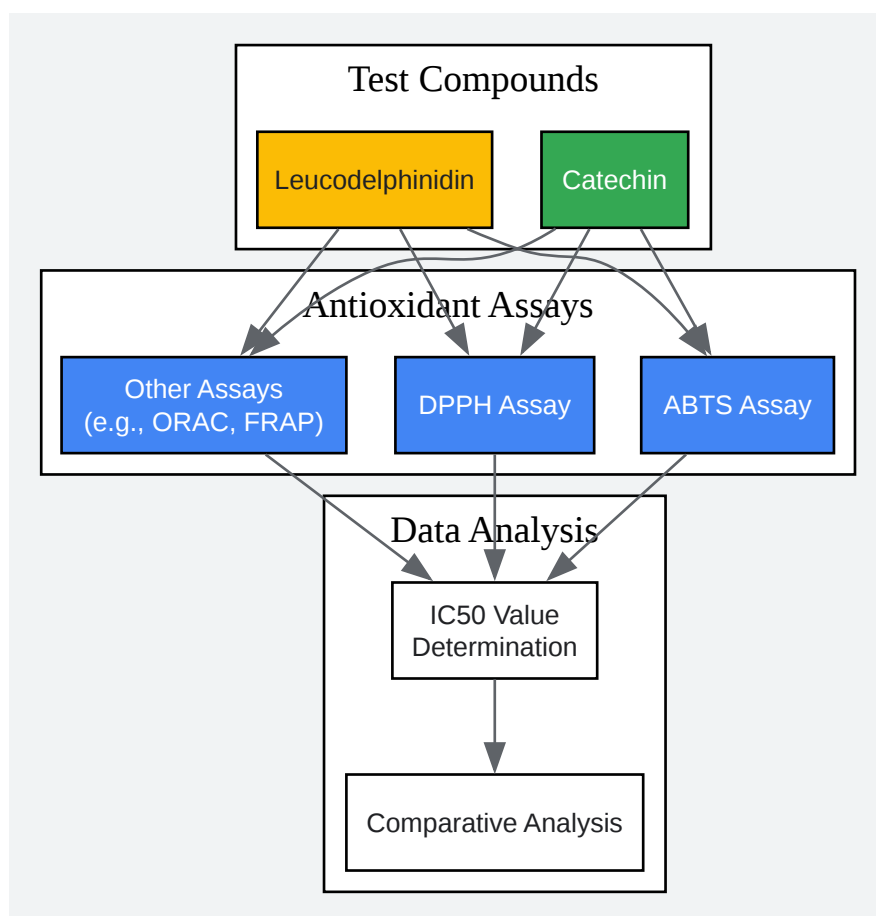 Test Compounds
Leucodelphinidin
Catechin
Antioxidant Assays
Other Assays
(e.g., ORAC, FRAP)
DPPH Assay
ABTS Assay
Data Analysis
IC50 Value
Determination
Comparative Analysis